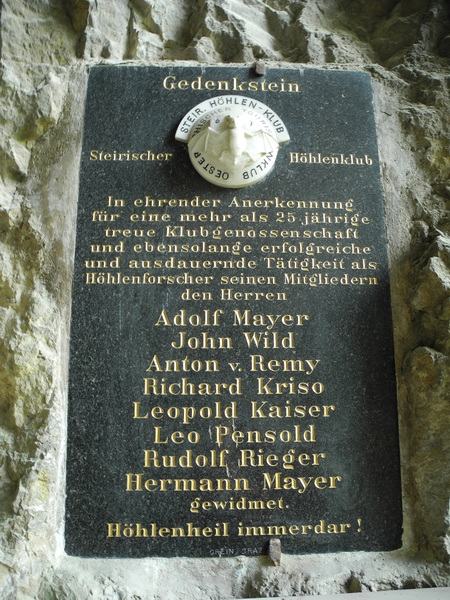 Gedenkstein
STEIR. HÖHLEN-KLUB
Steirischer Höhlenklub
In ehrender Anerkennung
für eine mehr als 25 jährige
treue Klubgenossenschaft
und ebensolange erfolgreiche
und ausdauernde Tätigkeit als
Höhlenforscher seinen Mitgliedern
den Herren
Adolf Mayer
John Wild
Anton v. Remy
Richard Kriso
Leopold Kaiser
Leo Pensold
Rudolf Rieger
Hermann Mayer
gewidmet.
Höhlenheil immerdar!
GREIN, GRAZ